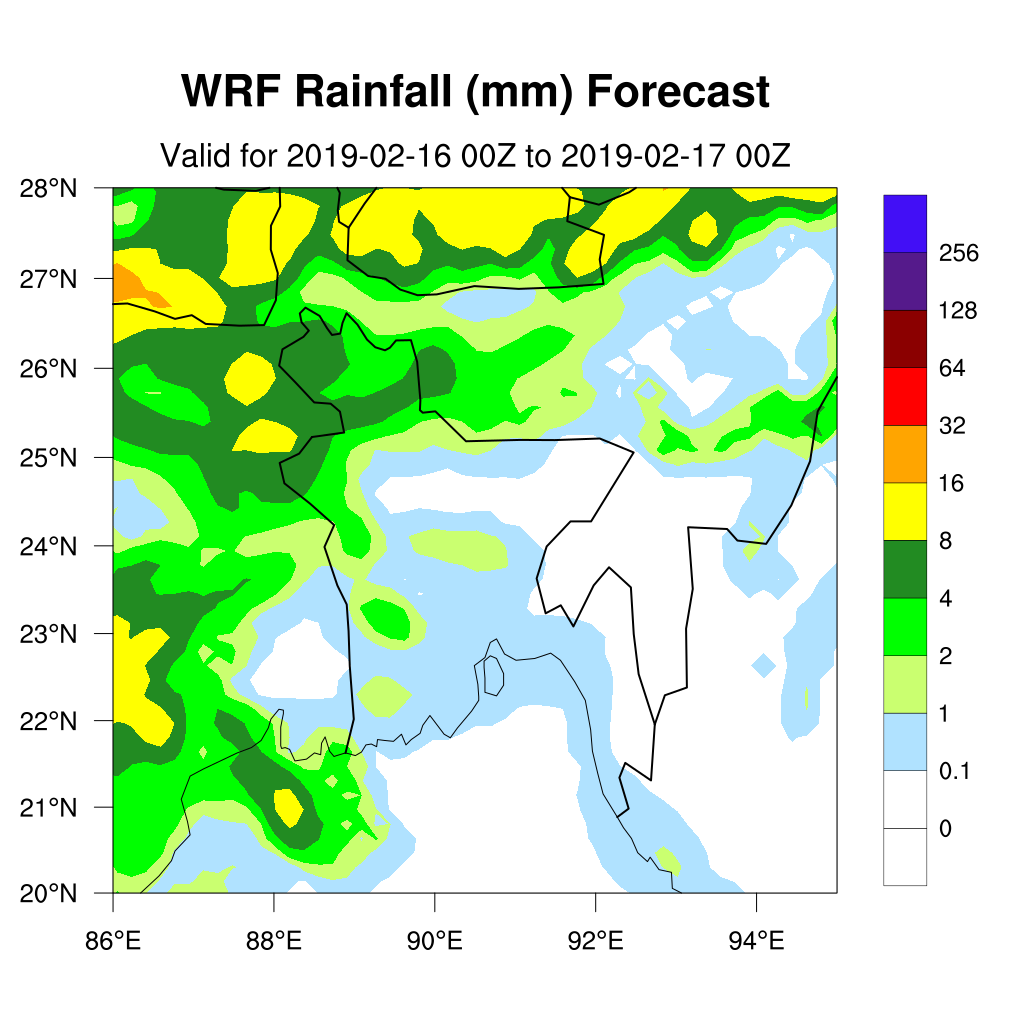 WRF Rainfall (mm) Forecast
Valid for 2019-02-16 00Z to 2019-02-17 00Z
28°N
27°N
26°N
25°N
24°N
23°N
22°N
21°N
20°N
86°E 88°E 90°E 92°E 94°E
256
128
64
32
16
8
4
2
1
0.1
0